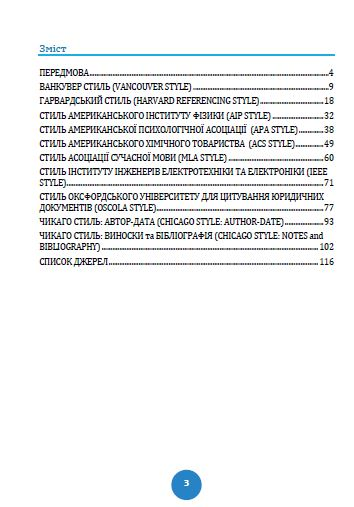 Зміст
ПЕРЕДМОВА....................................................................................................4
ВАНКУВЕР СТИЛЬ (VANCOUVER STYLE)........................................................9
ГАРВАРДСЬКИЙ СТИЛЬ (HARVARD REFERENCING STYLE)..........................18
СТИЛЬ АМЕРИКАНСЬКОГО ІНСТИТУТУ ФІЗИКИ (AIP STYLE)......................32
СТИЛЬ АМЕРИКАНСЬКОЇ ПСИХОЛОГІЧНОЇ АСОЦІАЦІЇ (APA STYLE)...........38
СТИЛЬ АМЕРИКАНСЬКОГО ХІМІЧНОГО ТОВАРИСТВА (ACS STYLE)............49
СТИЛЬ АСОЦІАЦІЇ СУЧАСНОЇ МОВИ (MLA STYLE).......................................60
СТИЛЬ ІНСТИТУТУ ІНЖЕНЕРІВ ЕЛЕКТРОТЕХНІКИ ТА ЕЛЕКТРОНІКИ (IEEE
STYLE)..............................................................................................................71
СТИЛЬ ОКСФОРДСЬКОГО УНІВЕРСИТЕТУ ДЛЯ ЦИТУВАННЯ ЮРИДИЧНИХ
ДОКУМЕНТІВ (OSCOLA STYLE).......................................................................77
ЧИКАГО СТИЛЬ: АВТОР-ДАТА (CHICAGO STYLE: AUTHOR-DATE)................93
ЧИКАГО СТИЛЬ: ВИНОСКИ та БІБЛІОГРАФІЯ (CHICAGO STYLE: NOTES and
BIBLIOGRAPHY)............................................................................................102
СПИСОК ДЖЕРЕЛ..........................................................................................116
3